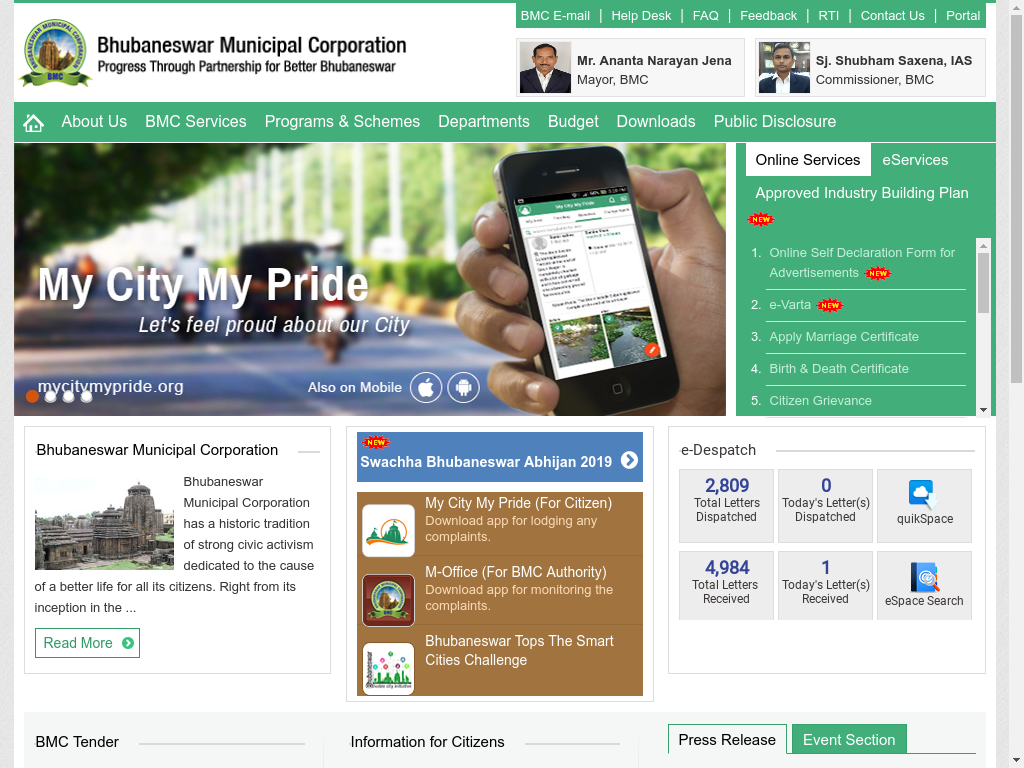 BMC E-mail | Help Desk | FAQ | Feedback | RTI | Contact Us | Portal
Bhubaneswar Municipal Corporation
Progress Through Partnership for Better Bhubaneswar
BMC
Mr. Ananta Narayan Jena
Mayor, BMC
Sj. Shubham Saxena, IAS
Commissioner, BMC
About Us BMC Services Programs & Schemes Departments Budget Downloads Public Disclosure
My City My Pride
Let's feel proud about our City
mycitymypride.org
Also on Mobile
My City My Pride
Online Services eServices
Approved Industry Building Plan
NEW
1. Online Self Declaration Form for
Advertisements NEW
2. e-Varta NEW
3. Apply Marriage Certificate
4. Birth & Death Certificate
5. Citizen Grievance
Bhubaneswar Municipal Corporation
Bhubaneswar
Municipal Corporation
has a historic tradition
of strong civic activism
dedicated to the cause
of a better life for all its citizens. Right from its
inception in the ...
Read More
NEW
Swachha Bhubaneswar Abhijan 2019
My City My Pride (For Citizen)
Download app for lodging any
complaints.
M-Office (For BMC Authority)
Download app for monitoring the
complaints.
Bhubaneswar Tops The Smart
Cities Challenge
e-Despatch
2,809
Total Letters
Dispatched
0
Today's Letter(s)
Dispatched
quikSpace
4,984
Total Letters
Received
1
Today's Letter(s)
Received
eSpace Search
BMC Tender
Information for Citizens
Press Release Event Section